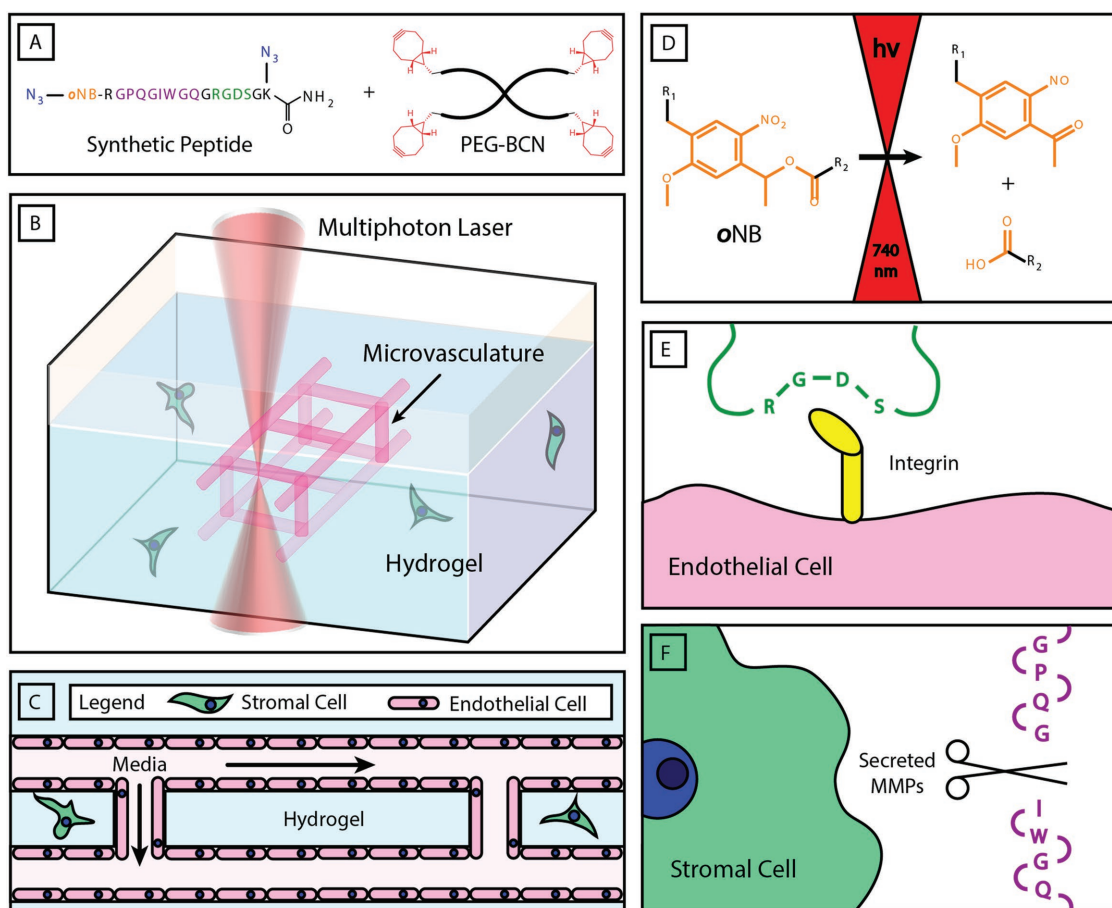 A
N3
N3—oNB-RGPQGIWGQGRGDSGK
NH2
O
+
H
H
H
H
H
H
H
H
Synthetic Peptide
PEG-BCN
B
Multiphoton Laser
Microvasculature
Hydrogel
C
Legend
Stromal Cell
Endothelial Cell
Media
Hydrogel
D
hv
R1
NO2
O
O
R2
O
oNB
740
nm
R1
NO
O
O
+
O
HO
R2
E
R G D S
Integrin
Endothelial Cell
F
G
P
Q
G
Secreted
MMPs
I
W
G
Q
Stromal Cell